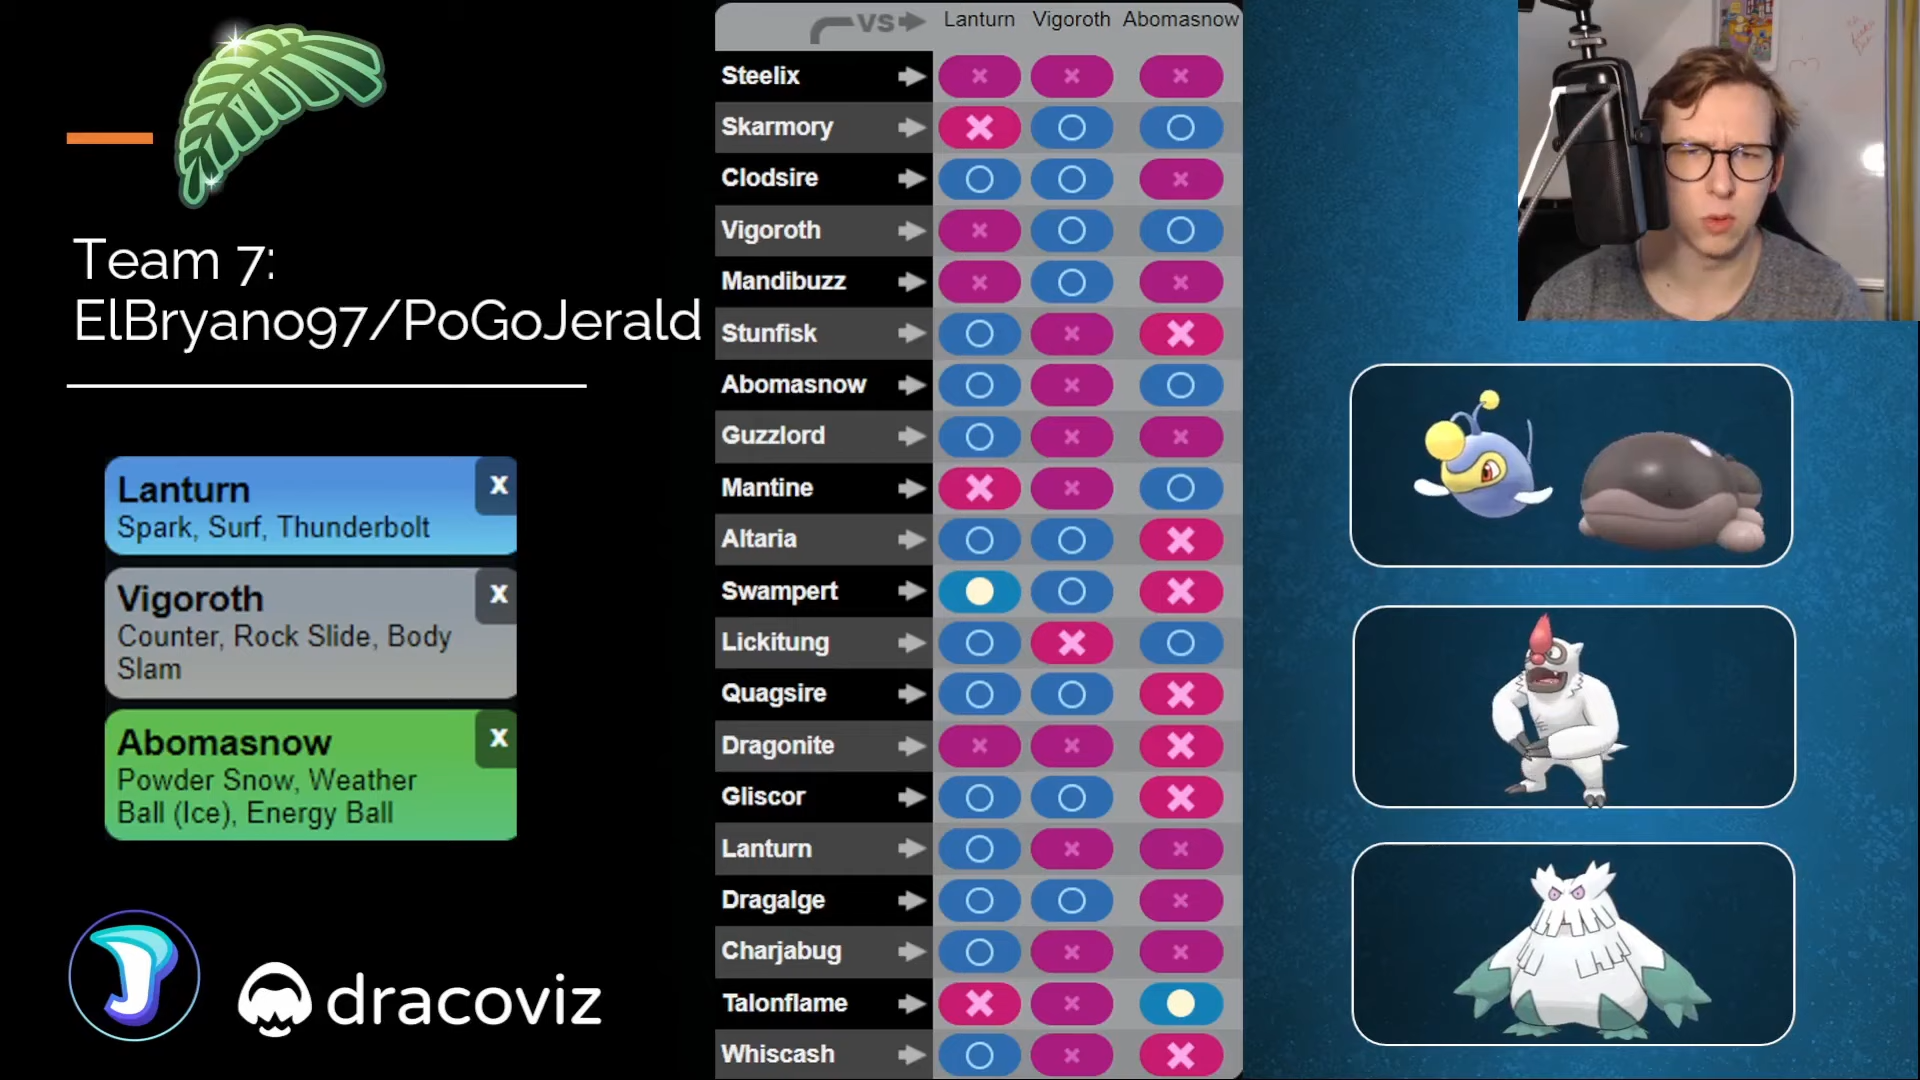 Team 7:
ElBryano97/PoGoJerald
Lanturn
x
Spark, Surf, Thunderbolt
Vigoroth
x
Counter, Rock Slide, Body
Slam
Abomasnow
x
Powder Snow, Weather
Ball (Ice), Energy Ball
dracoviz
VS Lanturn Vigoroth Abomasnow
Steelix
Skarmory
Clodsire
Vigoroth
Mandibuzz
Stunfisk
Abomasnow
Guzzlord
Mantine
Altaria
Swampert
Lickitung
Quagsire
Dragonite
Gliscor
Lanturn
Dragalge
Charjabug
Talonflame
Whiscash